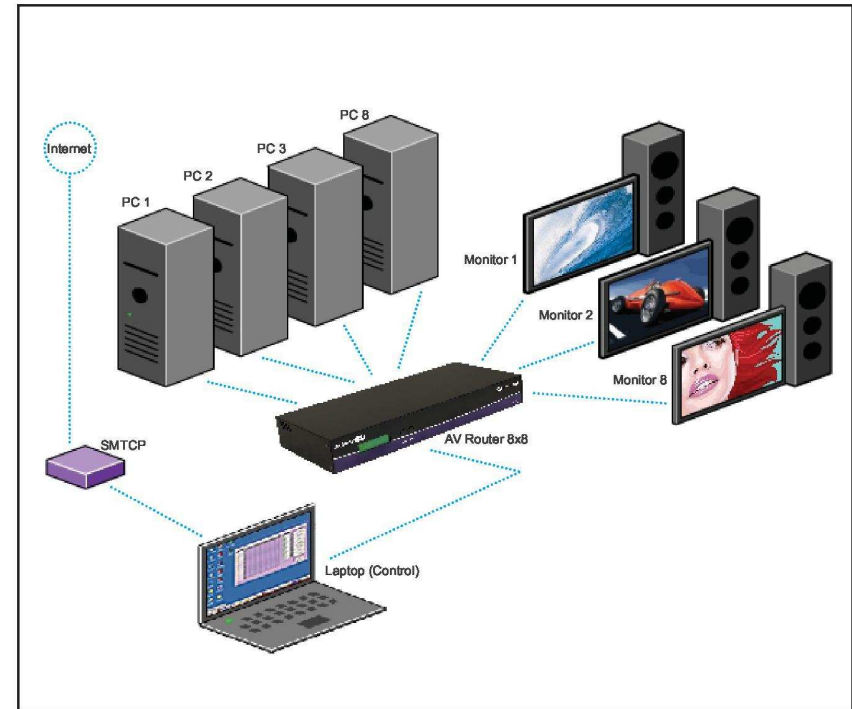 PC 8
Internet
PC 3
PC 2
PC 1
Monitor 1
Monitor 2
Monitor 8
SMTCP
AV Router 8x8
Laptop (Control)